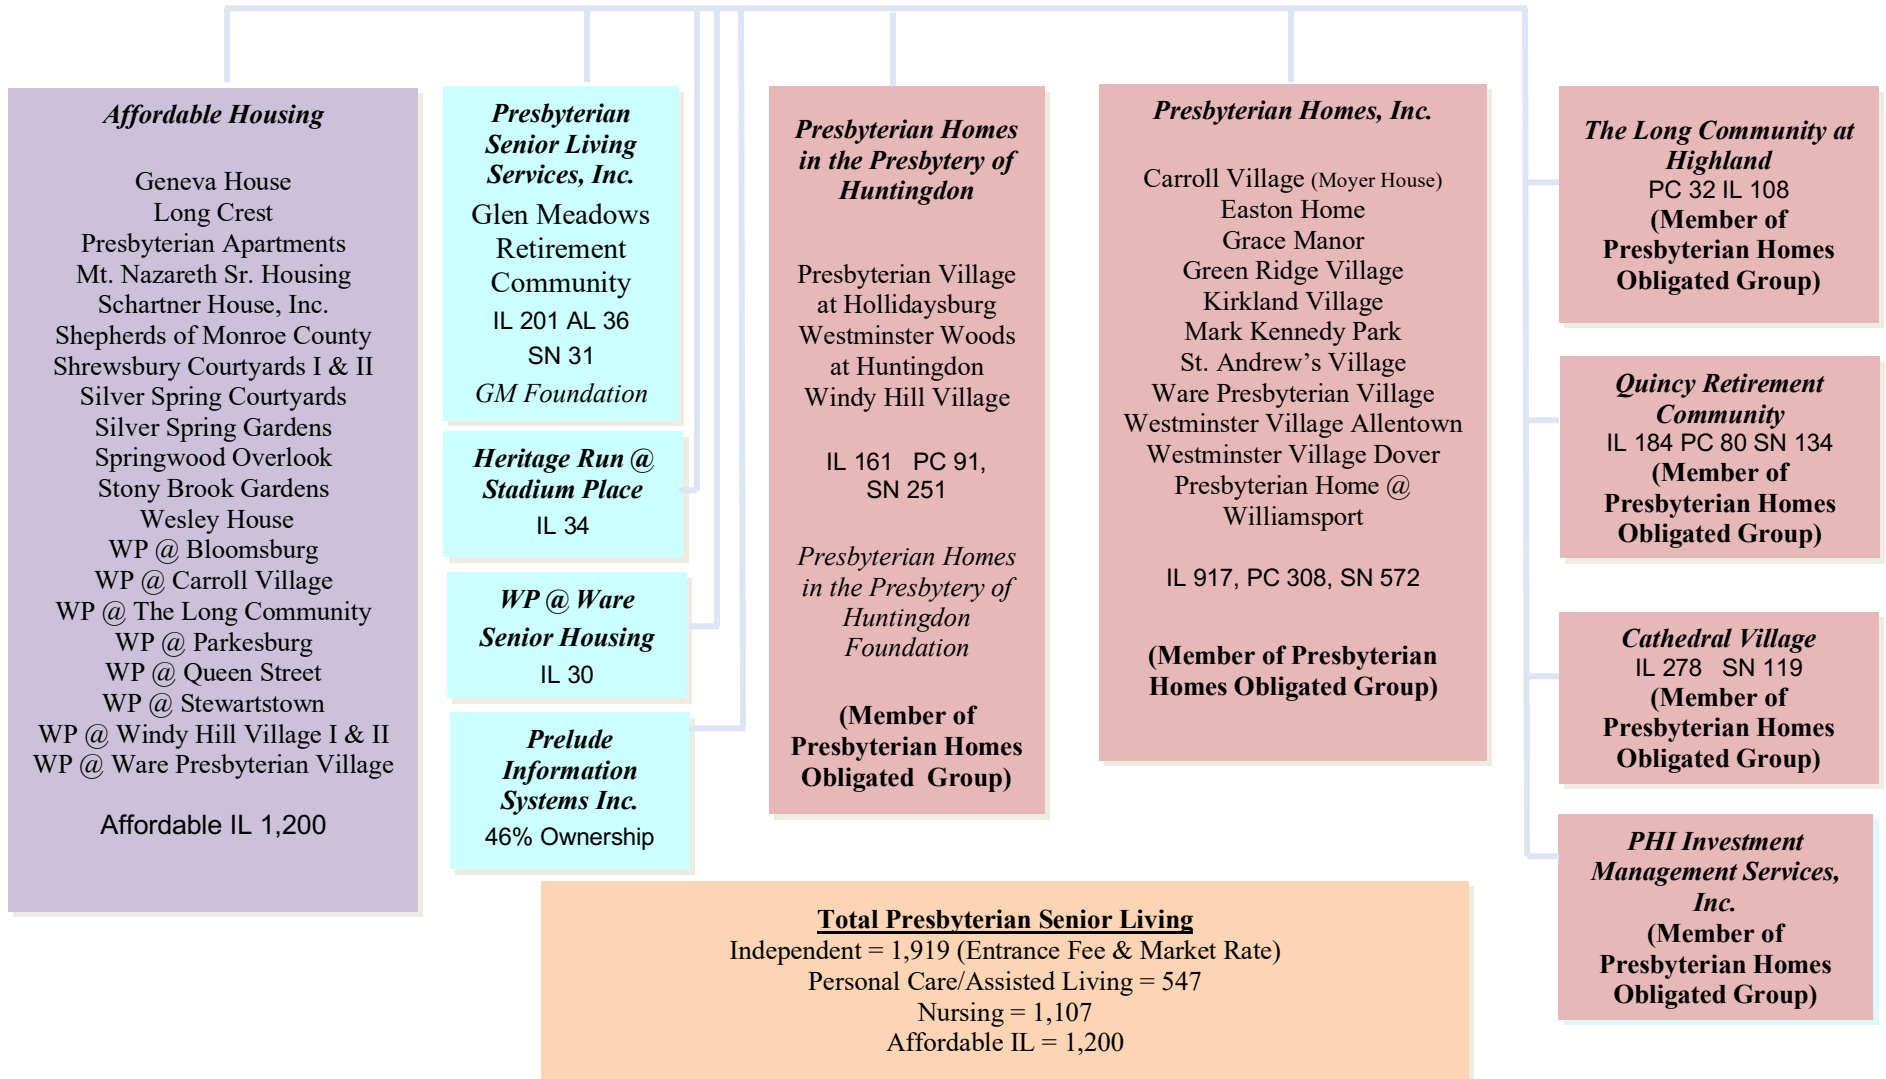 Affordable Housing
Geneva House
Long Crest
Presbyterian Apartments
Mt. Nazareth Sr. Housing
Schartner House, Inc.
Shepherds of Monroe County
Shrewsbury Courtyards I & II
Silver Spring Courtyards
Silver Spring Gardens
Springwood Overlook
Stony Brook Gardens
Wesley House
WP @ Bloomsburg
WP @ Carroll Village
WP @ The Long Community
WP @ Parkesburg
WP @ Queen Street
WP @ Stewartstown
WP @ Windy Hill Village I & II
WP @ Ware Presbyterian Village
Affordable IL 1,200
Presbyterian
Senior Living
Services, Inc.
Glen Meadows
Retirement
Community
IL 201 AL 36
SN 31
GM Foundation
Heritage Run @
Stadium Place
IL 34
WP @ Ware
Senior Housing
IL 30
Prelude
Information
Systems Inc.
46% Ownership
Presbyterian Homes
in the Presbytery of
Huntingdon
Presbyterian Village
at Hollidaysburg
Westminster Woods
at Huntingdon
Windy Hill Village
IL 161 PC 91,
SN 251
Presbyterian Homes
in the Presbytery of
Huntingdon
Foundation
(Member of
Presbyterian Homes
Obligated Group)
Presbyterian Homes, Inc.
Carroll Village (Moyer House)
Easton Home
Grace Manor
Green Ridge Village
Kirkland Village
Mark Kennedy Park
St. Andrew’s Village
Ware Presbyterian Village
Westminster Village Allentown
Westminster Village Dover
Presbyterian Home @
Williamsport
IL 917, PC 308, SN 572
(Member of Presbyterian
Homes Obligated Group)
The Long Community at
Highland
PC 32 IL 108
(Member of
Presbyterian Homes
Obligated Group)
Quincy Retirement
Community
IL 184 PC 80 SN 134
(Member of
Presbyterian Homes
Obligated Group)
Cathedral Village
IL 278 SN 119
(Member of
Presbyterian Homes
Obligated Group)
PHI Investment
Management Services,
Inc.
(Member of
Presbyterian Homes
Obligated Group)
Total Presbyterian Senior Living
Independent = 1,919 (Entrance Fee & Market Rate)
Personal Care/Assisted Living = 547
Nursing = 1,107
Affordable IL = 1,200